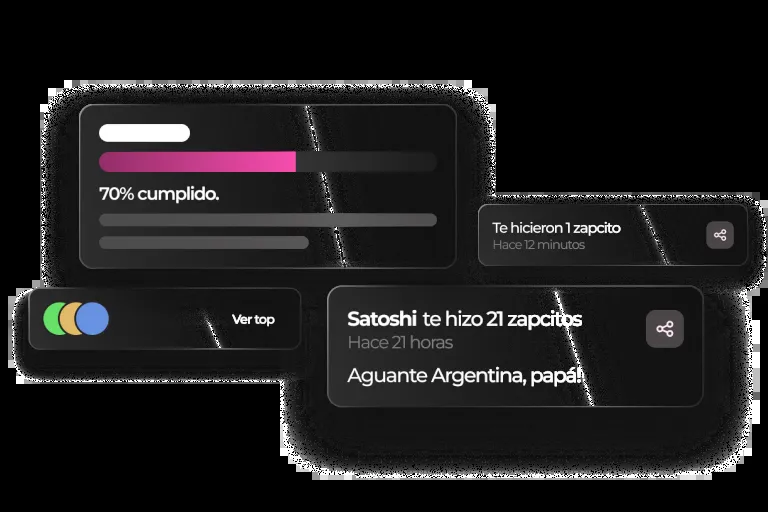 70% cumplido.
Te hicieron 1 zapcito
Hace 12 minutos
Ver top
Satoshi te hizo 21 zapcitos
Hace 21 horas
Aguante Argentina, papá!